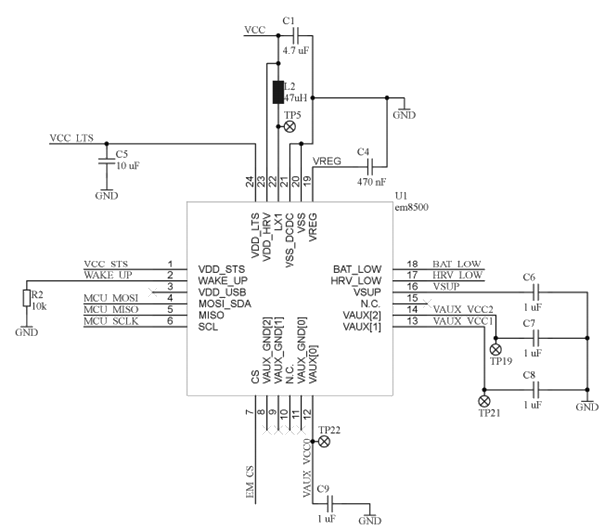 C1
VCC
4.7 uF
L2
47uH
TP5
GND
VCC_LTS
C5
10 uF
GND
VREG
C4
470 nF
24
23
22
21
20
19
U1
em8500
VDD_LTS
VDD_HRV
LX1
VSS_DCDC
VSS
VREG
VCC_STS
1
VDD_STS
WAKE_UP
2
WAKE_UP
3
VDD_USB
MCU_MOSI
4
MOSI_SDA
MCU_MISO
5
MISO
MCU_SCLK
6
SCL
R2
10k
GND
BAT_LOW
18
BAT_LOW
HRV_LOW
17
HRV_LOW
VSUP
16
VSUP
N.C.
15
VAUX[2]
14
VAUX_VCC2
VAUX[1]
13
VAUX_VCC1
C6
1 uF
C7
1 uF
TP19
C8
1 uF
TP21
GND
CS
VAUX_GND[2]
VAUX_GND[1]
N.C.
VAUX_GND[0]
VAUX[0]
7
8
9
10
11
12
EM_CS
VAUX_VCC0
TP22
C9
1 uF
GND